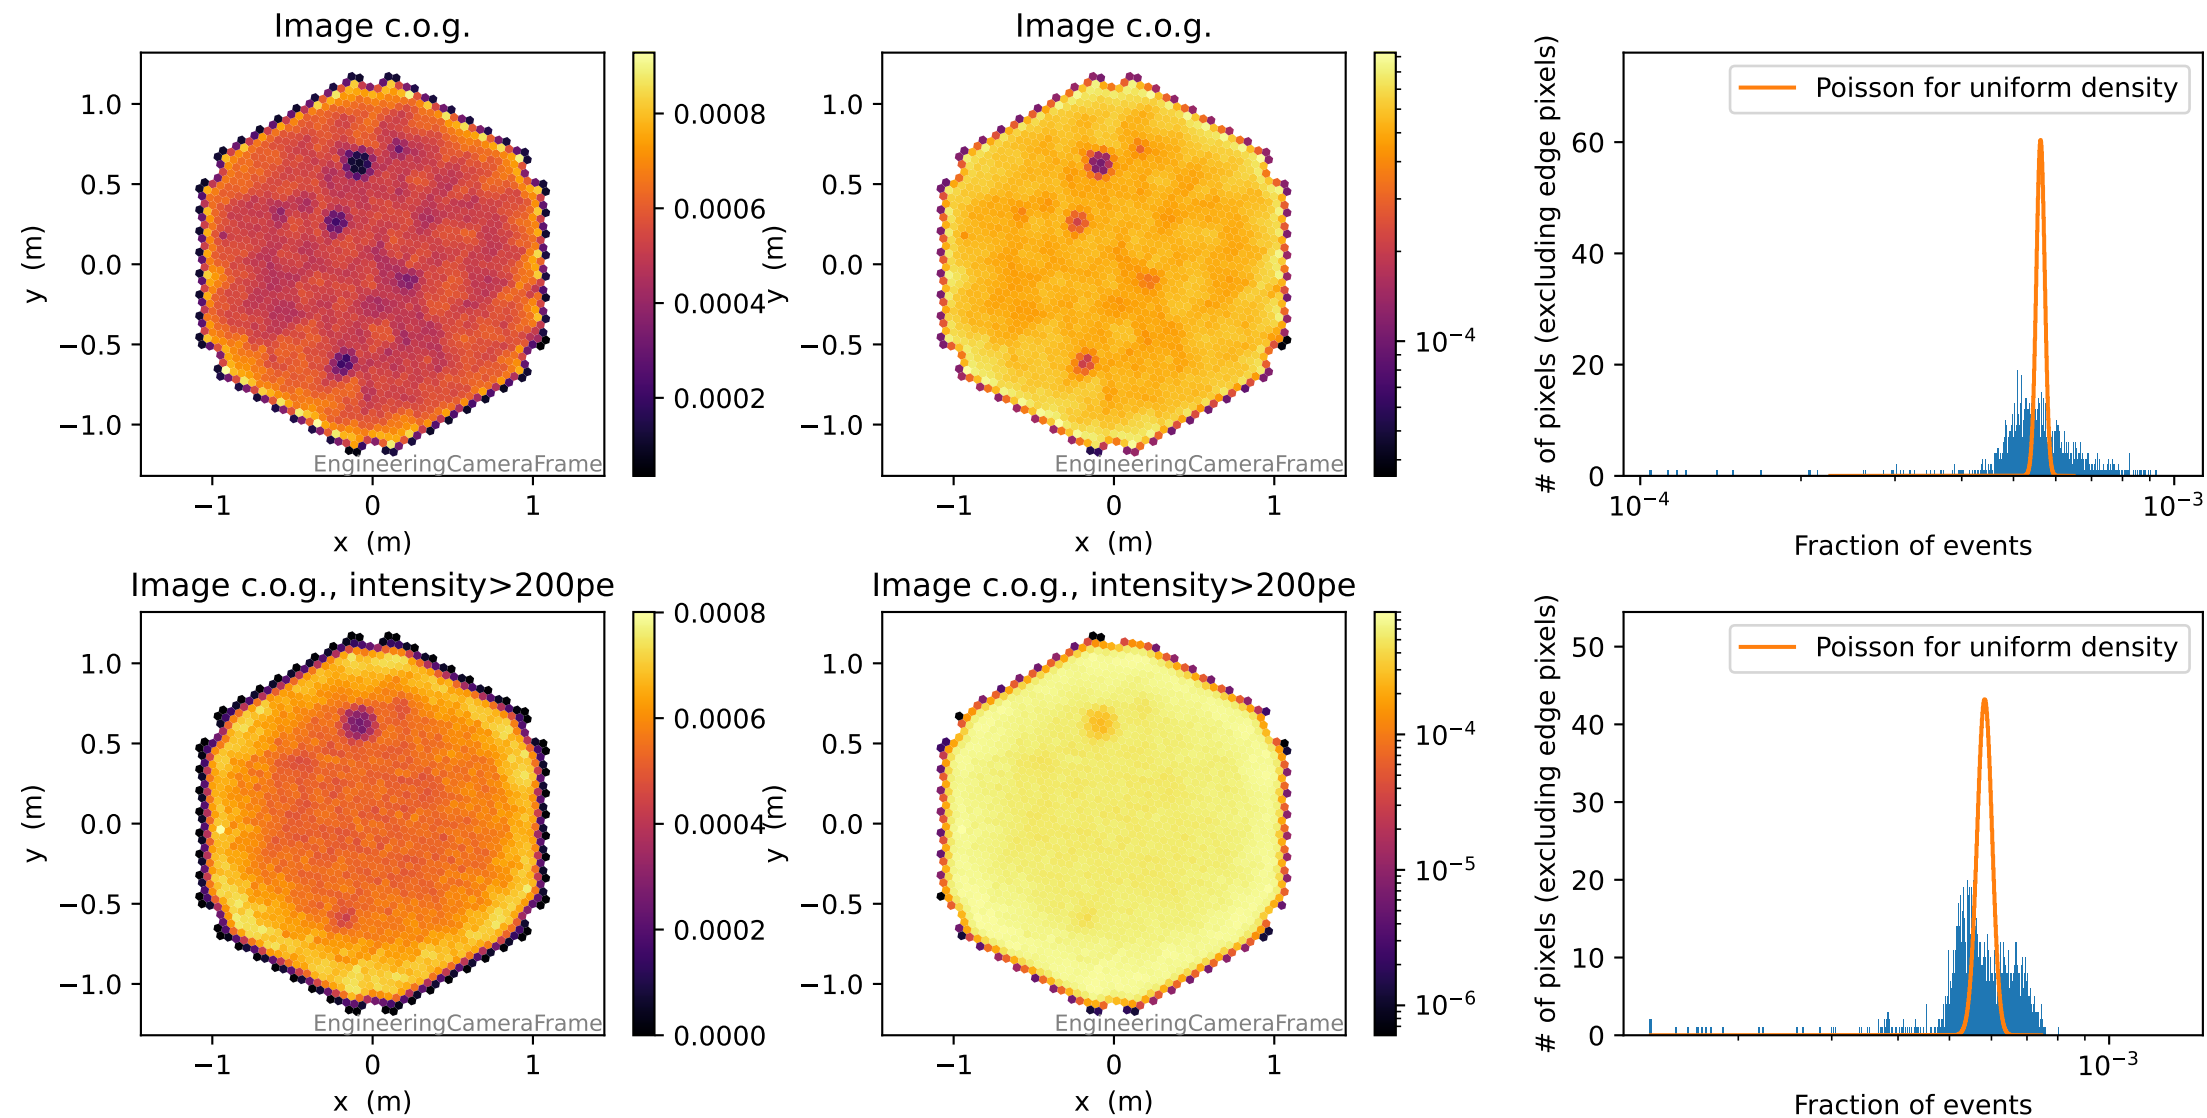 Image c.o.g.
y (m)
1.0
0.5
0.0
−0.5
−1.0
−1
0
1
x (m)
EngineeringCameraFrame
0.0008
0.0006
0.0004
0.0002
Image c.o.g.
y (m)
1.0
0.5
0.0
−0.5
−1.0
−1
0
1
x (m)
EngineeringCameraFrame
10⁻⁴
# of pixels (excluding edge pixels)
60
40
20
0
Poisson for uniform density
10⁻⁴
10⁻³
Fraction of events
Image c.o.g., intensity>200pe
y (m)
1.0
0.5
0.0
−0.5
−1.0
−1
0
1
x (m)
EngineeringCameraFrame
0.0008
0.0006
0.0004
0.0002
0.0000
Image c.o.g., intensity>200pe
y (m)
1.0
0.5
0.0
−0.5
−1.0
−1
0
1
x (m)
EngineeringCameraFrame
10⁻⁴
10⁻⁵
10⁻⁶
# of pixels (excluding edge pixels)
50
40
30
20
10
0
Poisson for uniform density
10⁻³
Fraction of events